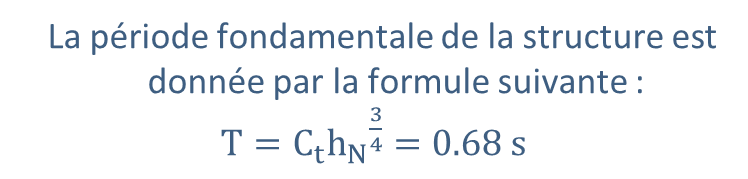 La période fondamentale de la structure est
donnée par la formule suivante :
T = C_t h_N^{3/4} = 0.68 s